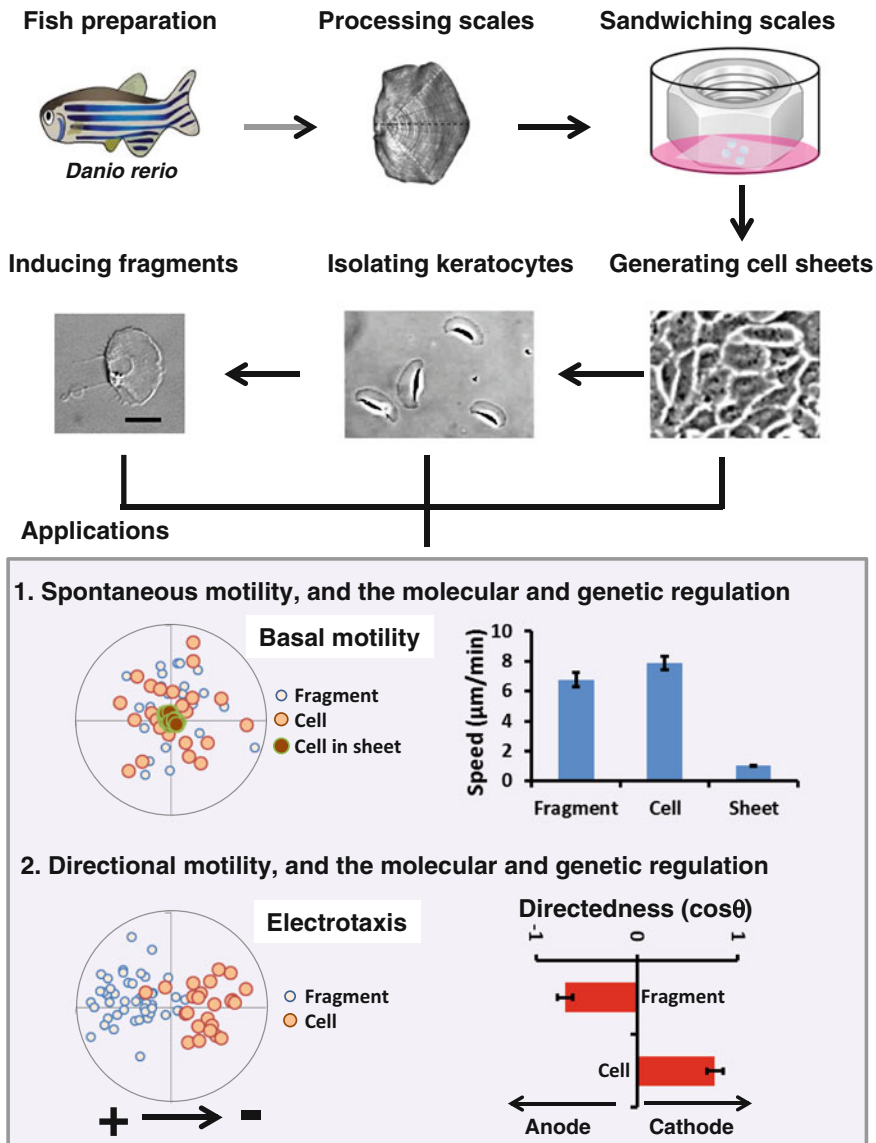 Fish preparation
Processing scales
Sandwiching scales
Danio rerio
Inducing fragments
Isolating keratocytes
Generating cell sheets
Applications
1. Spontaneous motility, and the molecular and genetic regulation
Basal motility
Fragment
Cell
Cell in sheet
Speed (µm/min)
10
8
6
4
2
0
Fragment Cell Sheet
2. Directional motility, and the molecular and genetic regulation
Electrotaxis
Fragment
Cell
+ -
Directedness (cosθ)
-1 0 1
Fragment
Cell
Anode Cathode